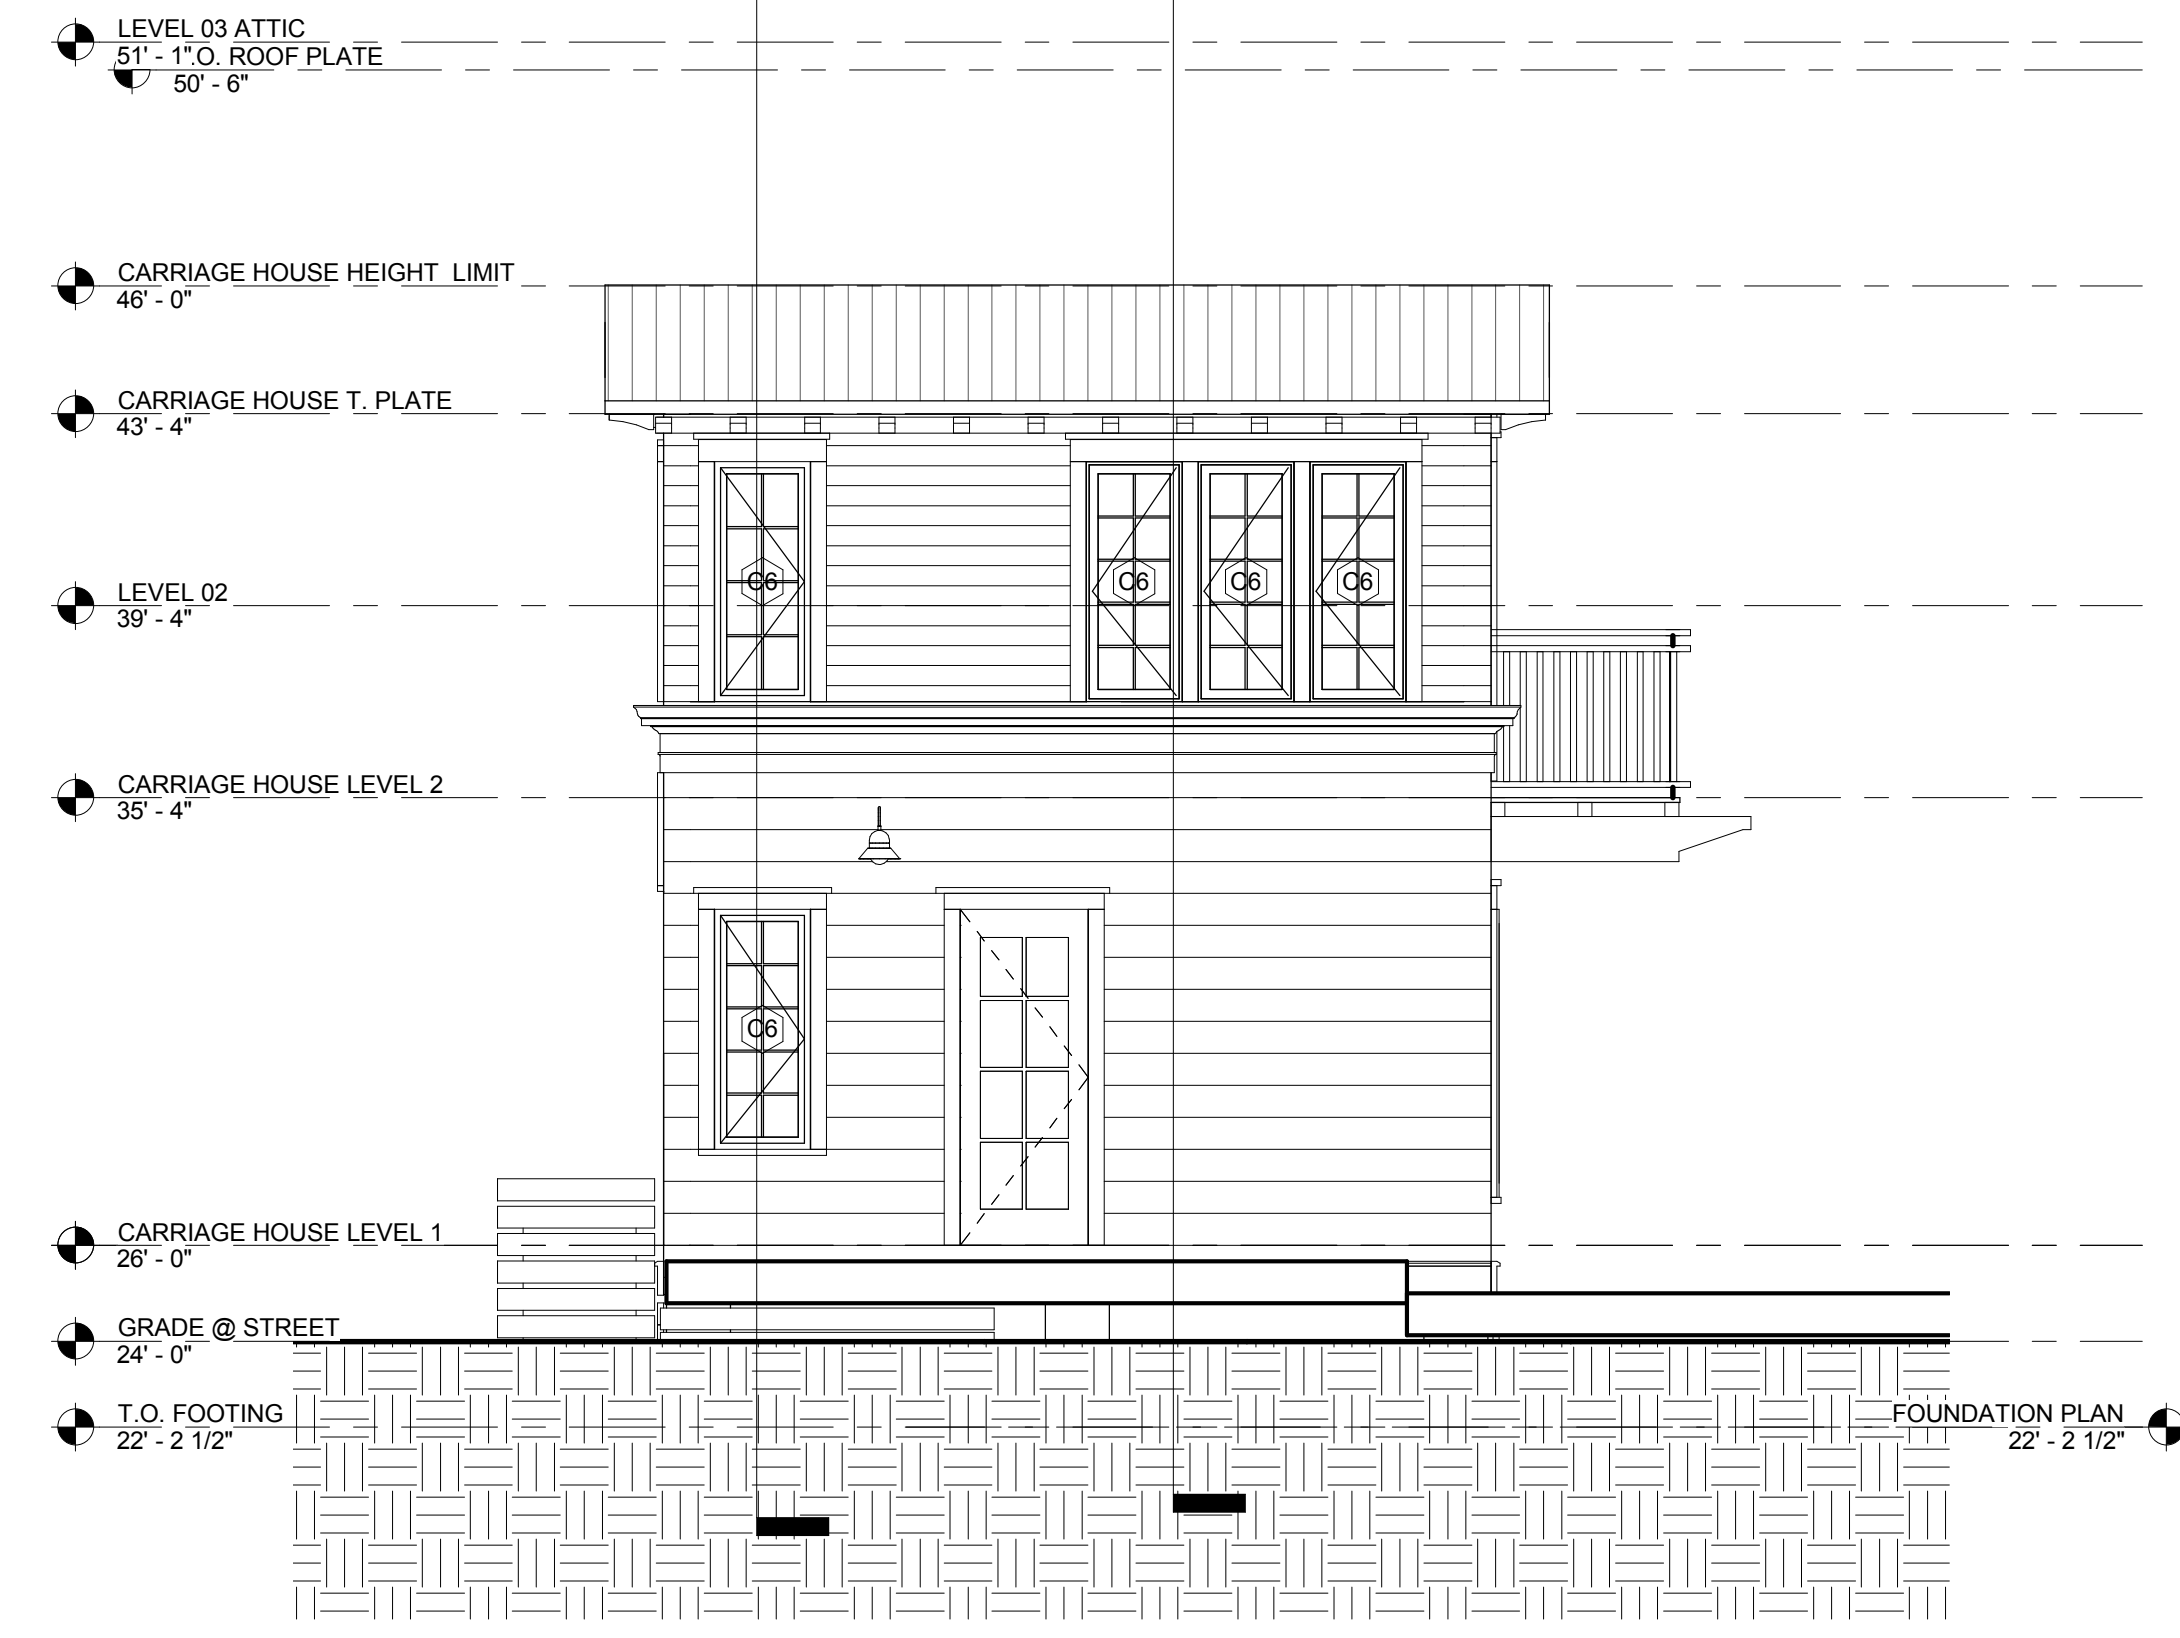 LEVEL 03 ATTIC
51' - 1"
.O. ROOF PLATE
50' - 6"
CARRIAGE HOUSE HEIGHT  LIMIT
46' - 0"
CARRIAGE HOUSE T. PLATE
43' - 4"
C6 C6 C6 C6
LEVEL 02
39' - 4"
CARRIAGE HOUSE LEVEL 2
35' - 4"
C6
CARRIAGE HOUSE LEVEL 1
26' - 0"
GRADE @ STREET
24' - 0"
T.O. FOOTING
22' - 2 1/2"
FOUNDATION PLAN
22' - 2 1/2"